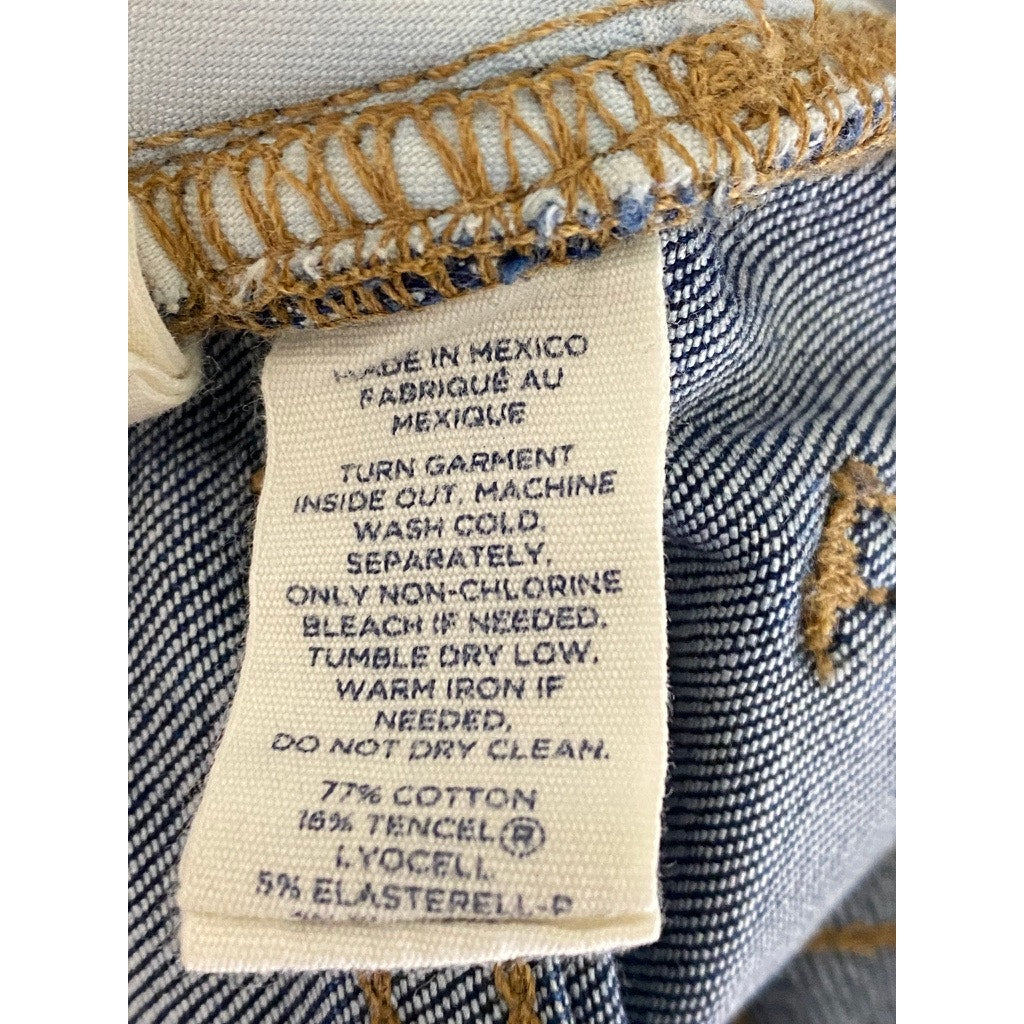 MADE IN MEXICO
FABRIQUÉ AU
MEXIQUE
TURN GARMENT
INSIDE OUT. MACHINE
WASH COLD.
SEPARATELY.
ONLY NON-CHLORINE
BLEACH IF NEEDED.
TUMBLE DRY LOW.
WARM IRON IF
NEEDED.
DO NOT DRY CLEAN.
77% COTTON
16% TENCEL®
LYOCELL
5% ELASTERELL-P